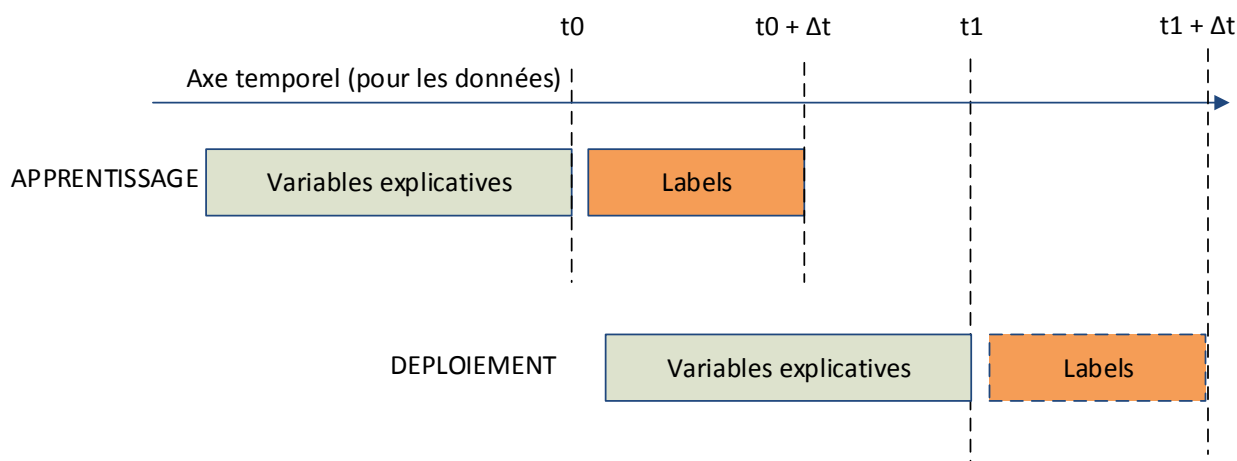 t0
t0 + Δt
t1
t1 + Δt
Axe temporel (pour les données)
APPRENTISSAGE
Variables explicatives
Labels
DEPLOIEMENT
Variables explicatives
Labels